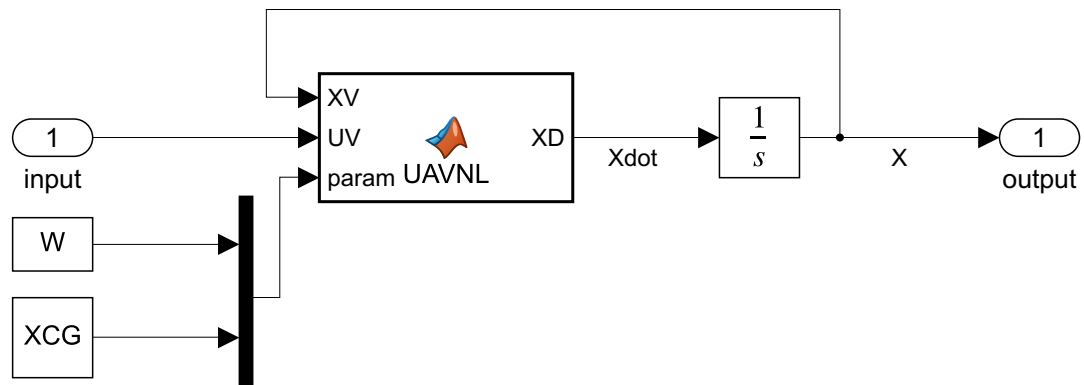 XV
1
input
UV
XD
param
UAVNL
Xdot
1
s
X
1
output
W
XCG